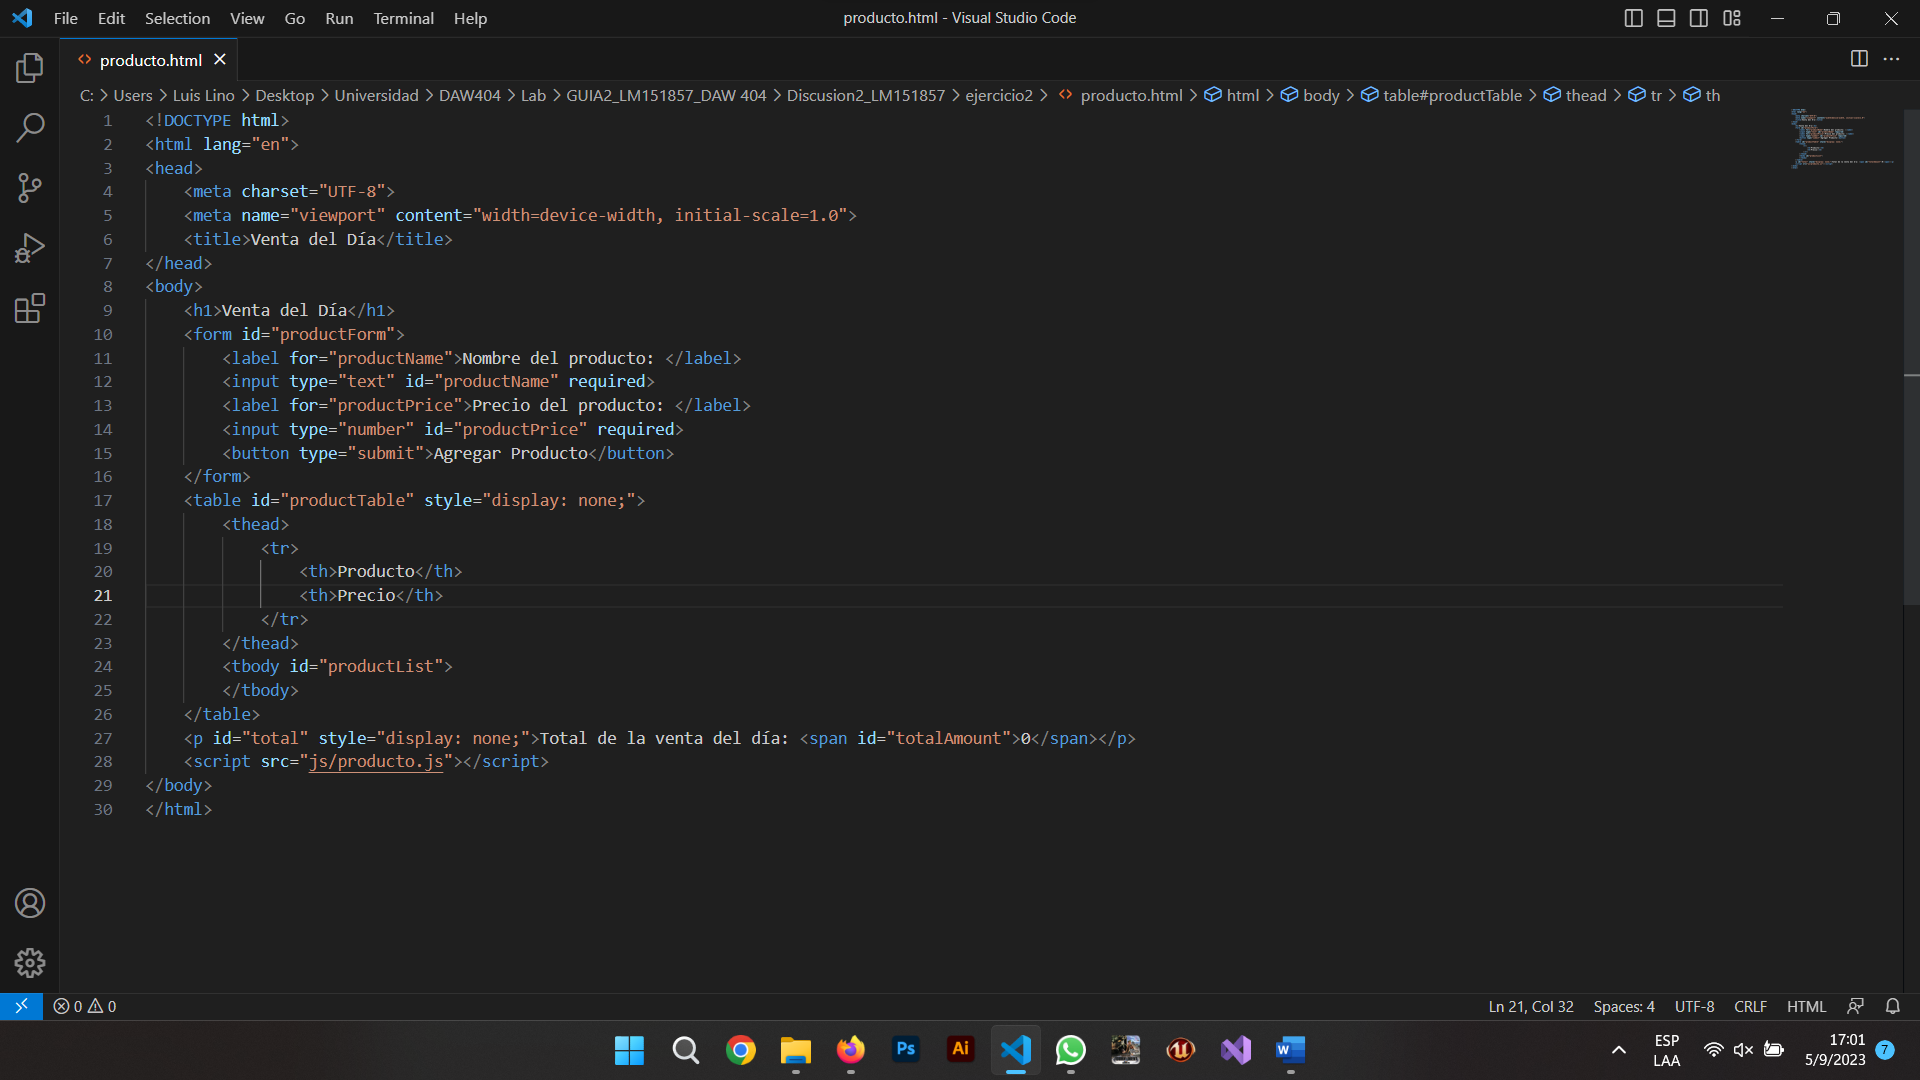 File Edit Selection View Go Run Terminal Help
producto.html - Visual Studio Code
producto.html
C: > Users > Luis Lino > Desktop > Universidad > DAW404 > Lab > GUIA2_LM151857_DAW 404 > Discusion2_LM151857 > ejercicio2 > producto.html > html > body > table#productTable > thead > tr > th
1 <!DOCTYPE html>
2 <html lang="en">
3 <head>
4 <meta charset="UTF-8">
5 <meta name="viewport" content="width=device-width, initial-scale=1.0">
6 <title>Venta del Día</title>
7 </head>
8 <body>
9 <h1>Venta del Día</h1>
10 <form id="productForm">
11 <label for="productName">Nombre del producto: </label>
12 <input type="text" id="productName" required>
13 <label for="productPrice">Precio del producto: </label>
14 <input type="number" id="productPrice" required>
15 <button type="submit">Agregar Producto</button>
16 </form>
17 <table id="productTable" style="display: none;">
18 <thead>
19 <tr>
20 <th>Producto</th>
21 <th>Precio</th>
22 </tr>
23 </thead>
24 <tbody id="productList">
25 </tbody>
26 </table>
27 <p id="total" style="display: none;">Total de la venta del día: <span id="totalAmount">0</span></p>
28 <script src="js/producto.js"></script>
29 </body>
30 </html>
0 0
Ln 21, Col 32 Spaces: 4 UTF-8 CRLF HTML
Ps Ai W
ESP
LAA
17:01
5/9/2023
7